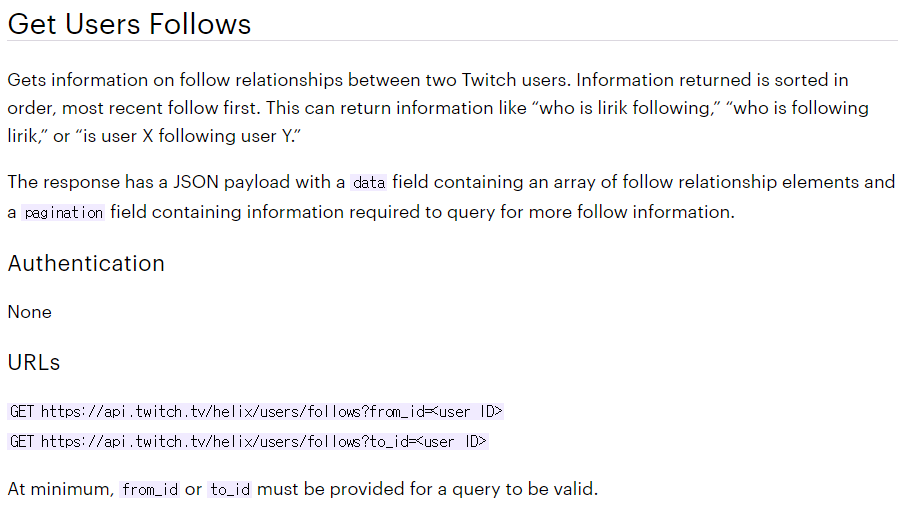 Get Users Follows
Gets information on follow relationships between two Twitch users. Information returned is sorted in
order, most recent follow first. This can return information like “who is lirik following,” “who is following
lirik,” or “is user X following user Y.”
The response has a JSON payload with a data field containing an array of follow relationship elements and
a pagination field containing information required to query for more follow information.
Authentication
None
URLs
GET https://api.twitch.tv/helix/users/follows?from_id=<user ID>
GET https://api.twitch.tv/helix/users/follows?to_id=<user ID>
At minimum, from_id or to_id must be provided for a query to be valid.